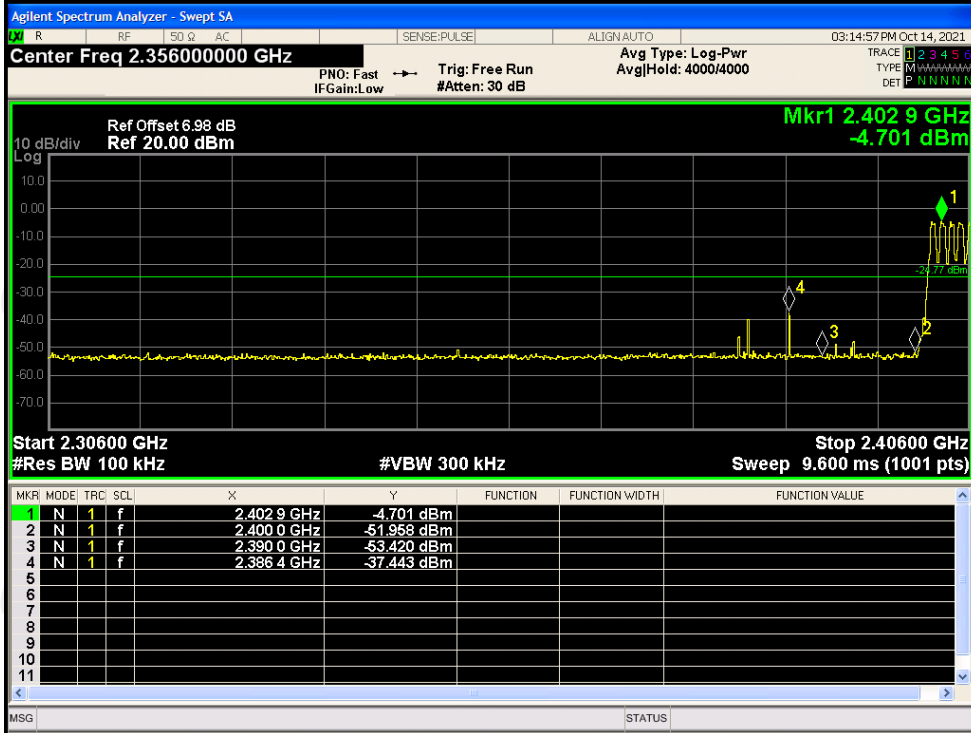 Agilent Spectrum Analyzer - Swept SA
LXI R RF 50 Ω AC SENSE:PULSE ALIGN AUTO 03:14:57 PM Oct 14, 2021
Center Freq 2.356000000 GHz
PNO: Fast
IFGain:Low
Trig: Free Run
#Atten: 30 dB
Avg Type: Log-Pwr
Avg|Hold: 4000/4000
TRACE 1 2 3 4 5 6
TYPE M
DET P N N N N N
Mkr1 2.402 9 GHz
-4.701 dBm
Ref Offset 6.98 dB
10 dB/div Ref 20.00 dBm
Log
10.0
0.00
-10.0
-20.0
-30.0
-40.0
-50.0
-60.0
-70.0
1
-24.77 dBm
4
3
2
Start 2.30600 GHz Stop 2.40600 GHz
#Res BW 100 kHz #VBW 300 kHz Sweep 9.600 ms (1001 pts)
MKR MODE TRC SCL X Y FUNCTION FUNCTION WIDTH FUNCTION VALUE
1 N 1 f 2.402 9 GHz -4.701 dBm
2 N 1 f 2.400 0 GHz -51.958 dBm
3 N 1 f 2.390 0 GHz -53.420 dBm
4 N 1 f 2.386 4 GHz -37.443 dBm
5
6
7
8
9
10
11
MSG STATUS